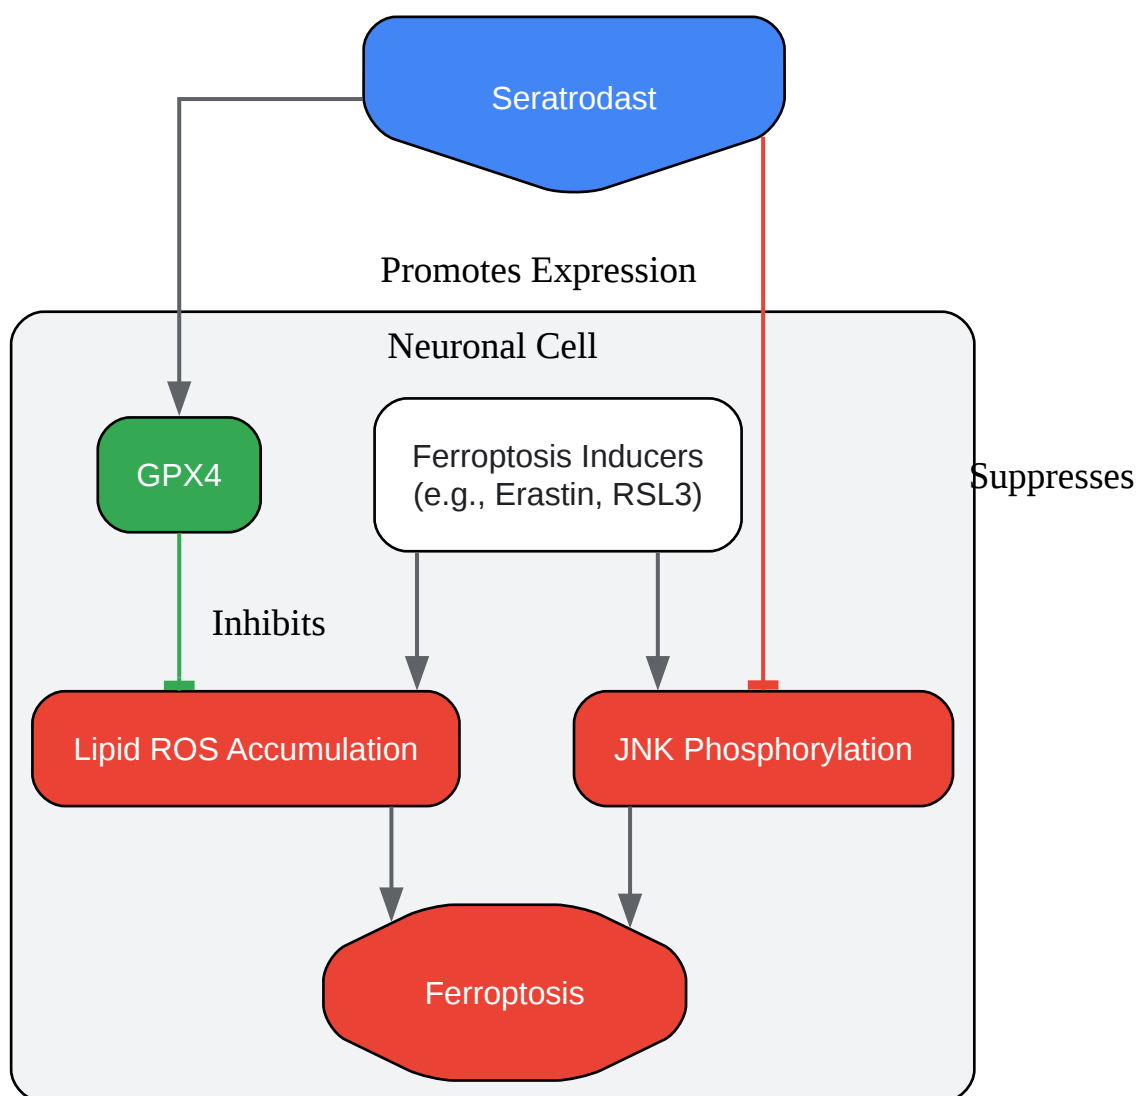 Seratrodast
Promotes Expression
Neuronal Cell
GPX4
Ferroptosis Inducers
(e.g., Erastin, RSL3)
Suppresses
Inhibits
Lipid ROS Accumulation
JNK Phosphorylation
Ferroptosis